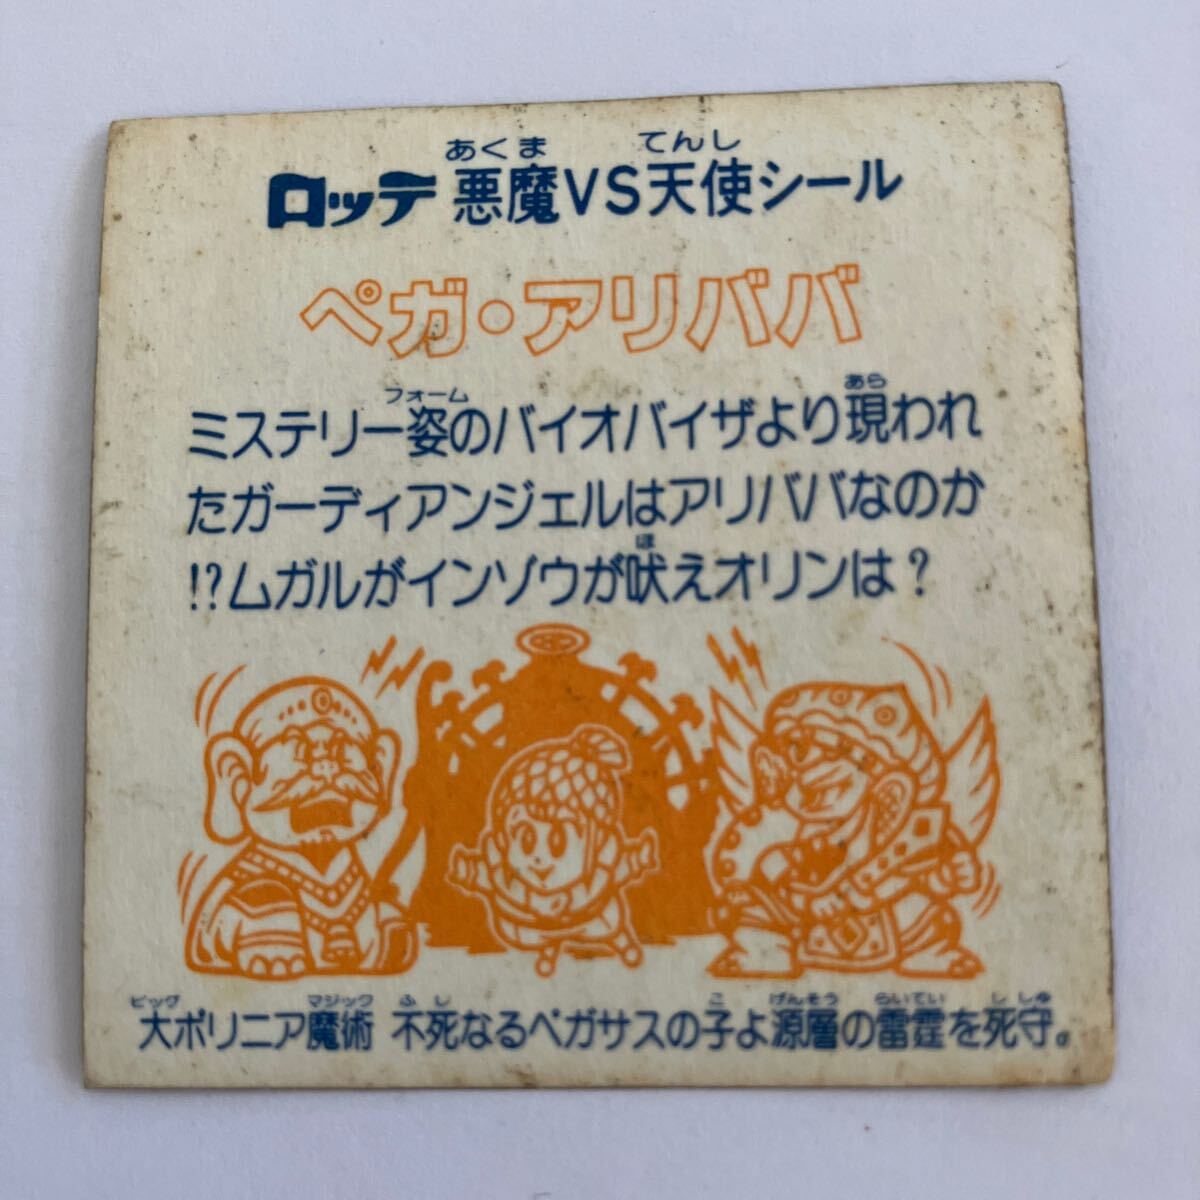 あくま てんし
ロッテ 悪魔VS天使シール
ペガ・アリババ
フォーム あら
ミステリー姿のバイオバイザより現われ
たガーディアンジェルはアリババなのか
ほ
!?ムガルがインゾウが吠えオリンは？
ビッグ マジック ふし こ げんそう らいてい ししゅ
大ポリニア魔術 不死なるペガサスの子よ源層の雷霆を死守。